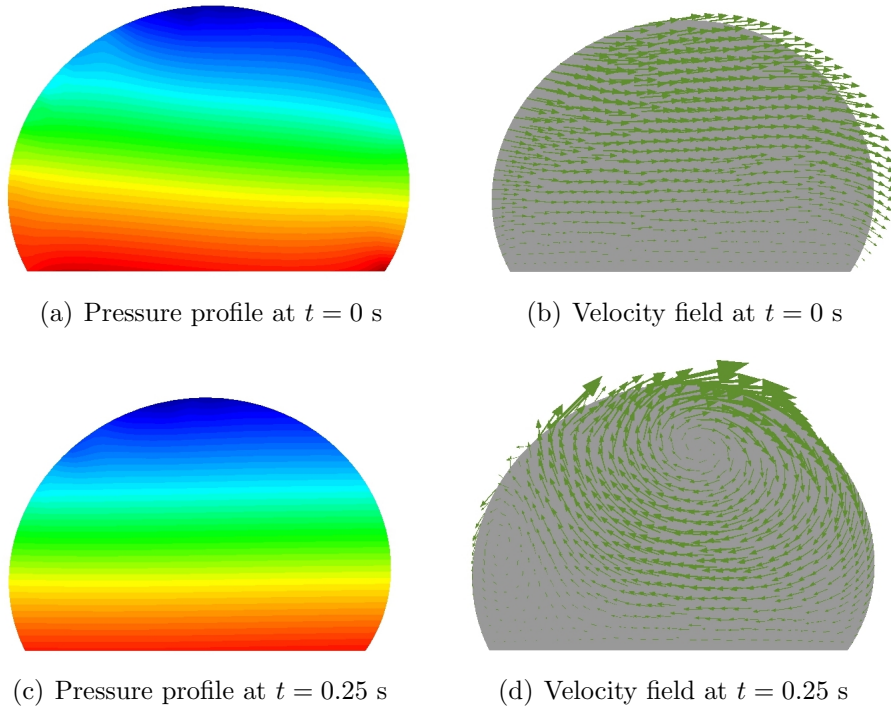 (a) Pressure profile at t = 0 s
(b) Velocity field at t = 0 s
(c) Pressure profile at t = 0.25 s
(d) Velocity field at t = 0.25 s